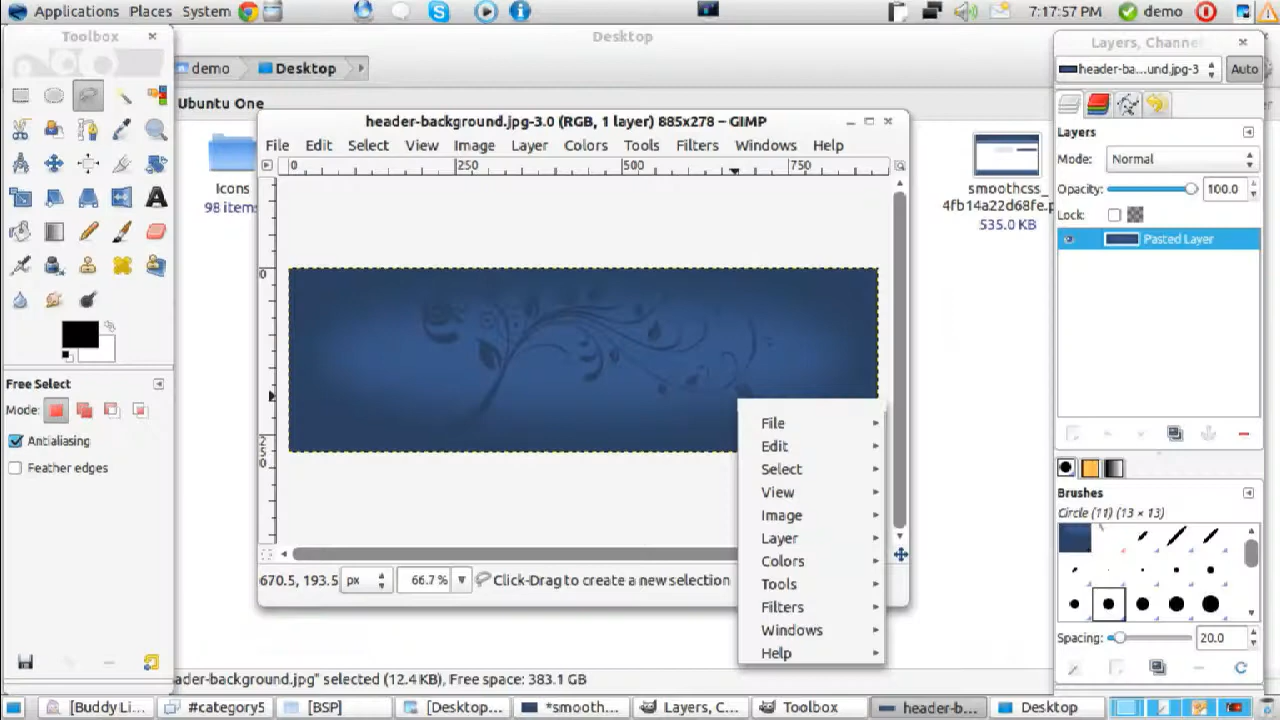 Applications Places System 7:17:57 PM demo
Toolbox
Desktop
Layers, Channe
demo Desktop
header-ba...und.jpg-3 Auto
Ubuntu One
header-background.jpg-3.0 (RGB, 1 layer) 885x278 – GIMP
File Edit Select View Image Layer Colors Tools Filters Windows Help
0 250 500 750
Layers
Mode: Normal
Opacity: 100.0
Lock:
Pasted Layer
Icons
98 items
smoothcss_
4fb14a22d68fe.p
535.0 KB
0
2
5
0
Free Select
Mode:
Antialiasing
Feather edges
File
Edit
Select
View
Image
Layer
Colors
Tools
Filters
Windows
Help
670.5, 193.5 px 66.7 % Click-Drag to create a new selection
Brushes
Circle (11) (13 × 13)
Spacing: 20.0
ader-background.jpg" selected (12.4 KB), Free space: 383.1 GB
[Buddy Li... #category5 [BSP] [Desktop... *smooth... Layers, C... Toolbox header-b... Desktop